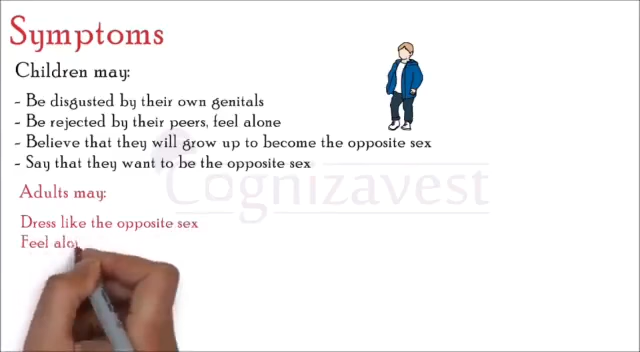 Symptoms
Children may:
- Be disgusted by their own genitals
- Be rejected by their peers, feel alone
- Believe that they will grow up to become the opposite sex
- Say that they want to be the opposite sex
Cognizavest
Adults may:
Dress like the opposite sex
Feel alo